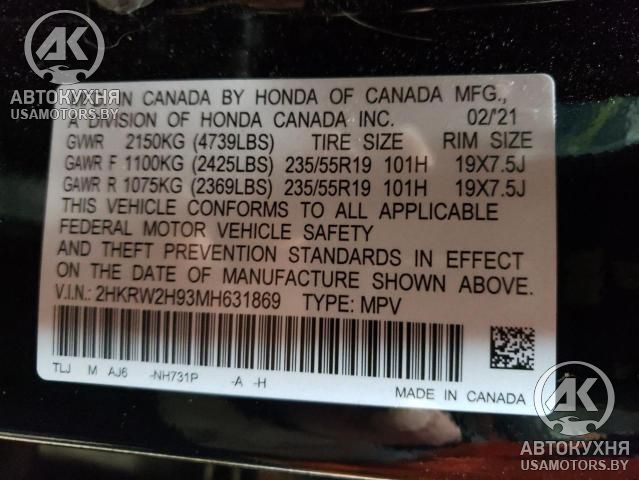 АК
АВТОКУХНЯ
USAMOTORS.BY
IN CANADA BY HONDA OF CANADA MFG.,
A DIVISION OF HONDA CANADA INC. 02/'21
GVWR 2150KG (4739LBS) TIRE SIZE RIM SIZE
GAWR F 1100KG (2425LBS) 235/55R19 101H 19X7.5J
GAWR R 1075KG (2369LBS) 235/55R19 101H 19X7.5J
THIS VEHICLE CONFORMS TO ALL APPLICABLE
FEDERAL MOTOR VEHICLE SAFETY
AND THEFT PREVENTION STANDARDS IN EFFECT
ON THE DATE OF MANUFACTURE SHOWN ABOVE.
V.I.N.: 2HKRW2H93MH631869 TYPE: MPV
TLJ M AJ6 -NH731P -A -H
MADE IN CANADA
АК
АВТОКУХНЯ
USAMOTORS.BY